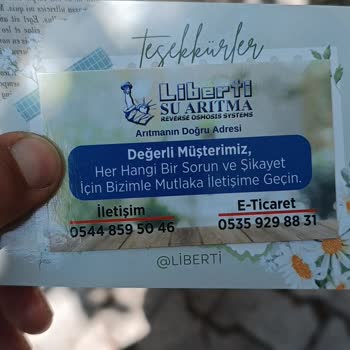 teşekkürler
Liberti
SU ARITMA
REVERSE OSMOSIS SYSTEMS
Arıtmanın Doğru Adresi
Değerli Müşterimiz,
Her Hangi Bir Sorun ve Şikayet
İçin Bizimle Mutlaka İletişime Geçin.
İletişim
0544 859 50 46
E-Ticaret
0535 929 88 31
@LİBERTİ